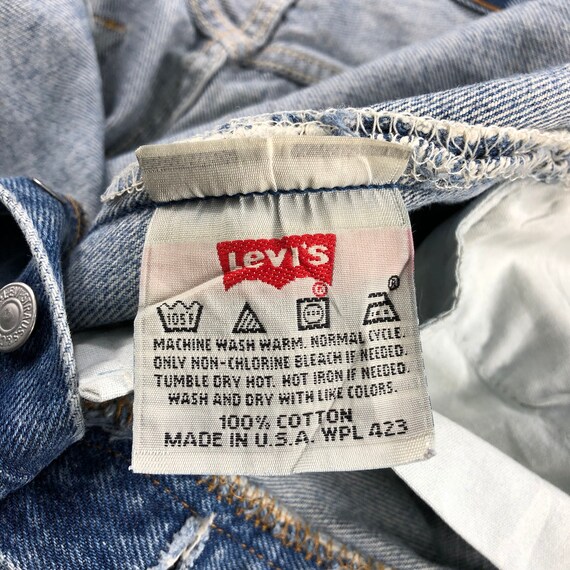 Levi's
®
®
105F
MACHINE WASH WARM. NORMAL CYCLE.
ONLY NON-CHLORINE BLEACH IF NEEDED.
TUMBLE DRY HOT. HOT IRON IF NEEDED.
WASH AND DRY WITH LIKE COLORS.
100% COTTON
MADE IN U.S.A. WPL 423